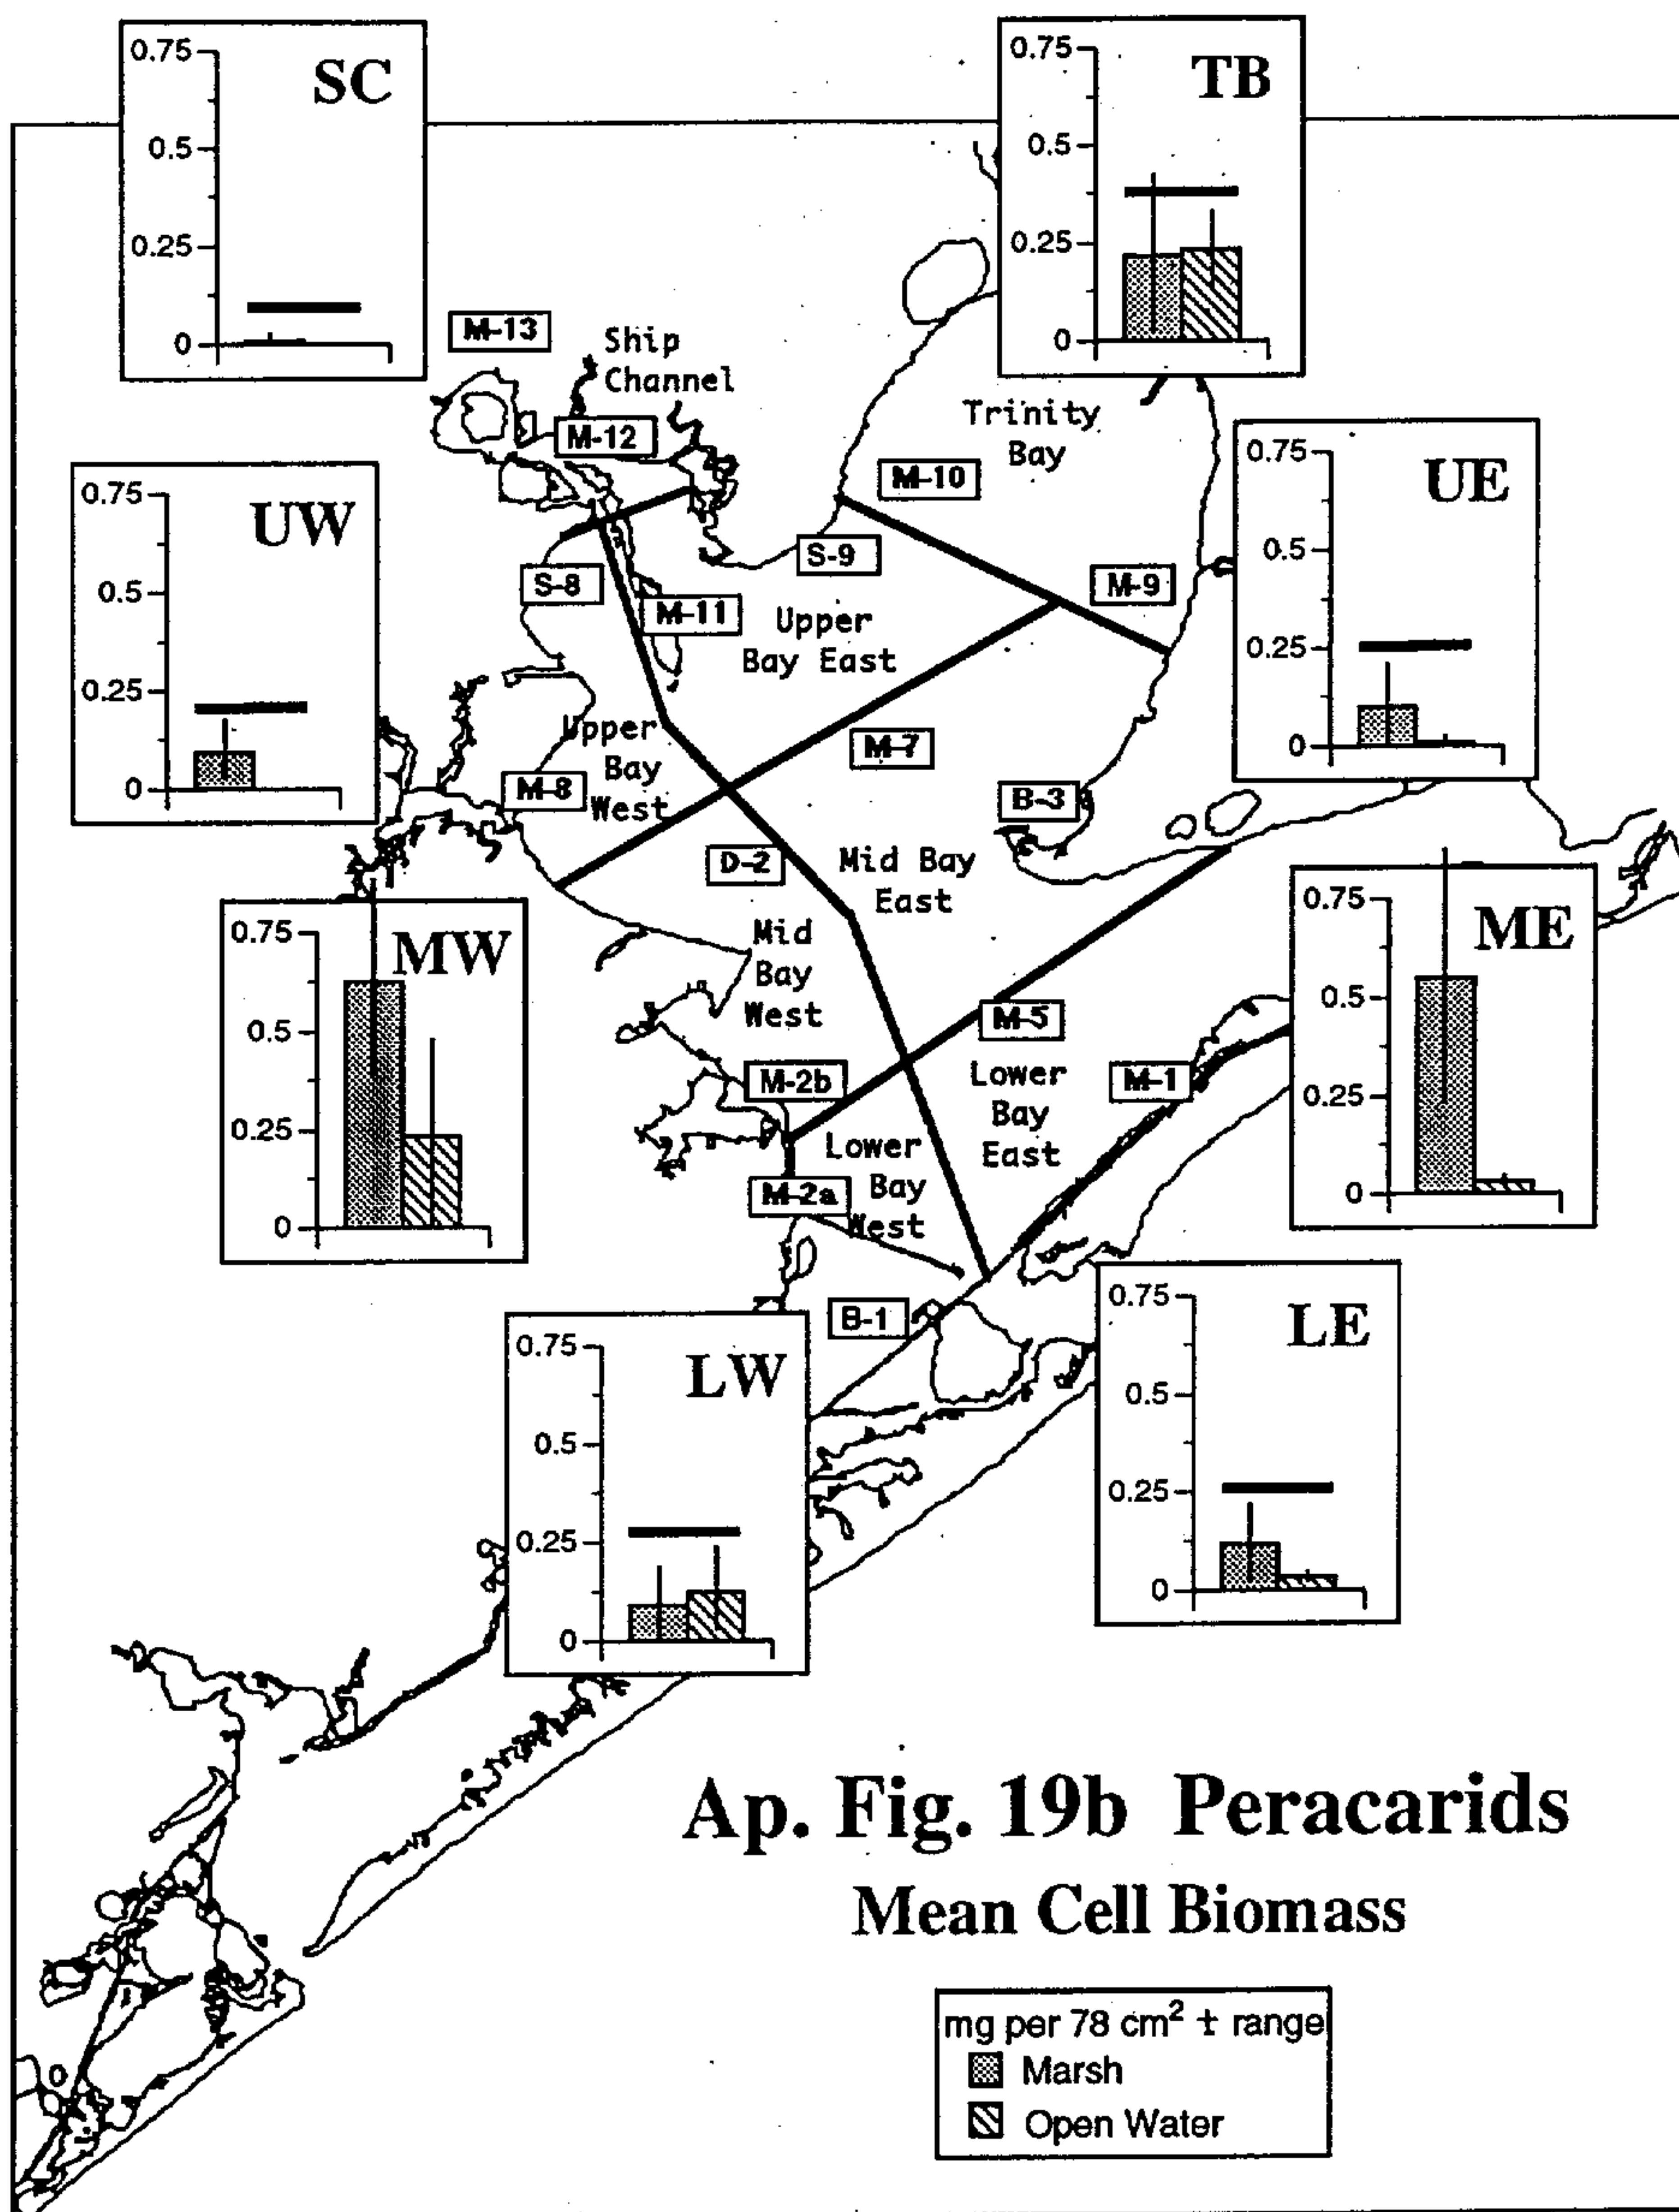 0.75
SC
0.5
0.25
0
0.75
TB
0.5
0.25
0
M-13
Ship
Channel
M-12
Trinity
Bay
M-10
0.75
UE
0.5
0.25
0
0.75
UW
0.5
0.25
0
S-9
S-8
M-9
M-11
Upper
Bay East
Upper
Bay
West
M-7
M-8
B-3
D-2
Mid Bay
East
0.75
MW
0.5
0.25
0
Mid
Bay
West
0.75
ME
0.5
0.25
0
M-5
M-2b
Lower
Bay
East
M-1
Lower
Bay
West
M-2a
B-1
0.75
LE
0.5
0.25
0
0.75
LW
0.5
0.25
0
Ap. Fig. 19b Peracarids
Mean Cell Biomass
mg per 78 cm² ± range
Marsh
Open Water